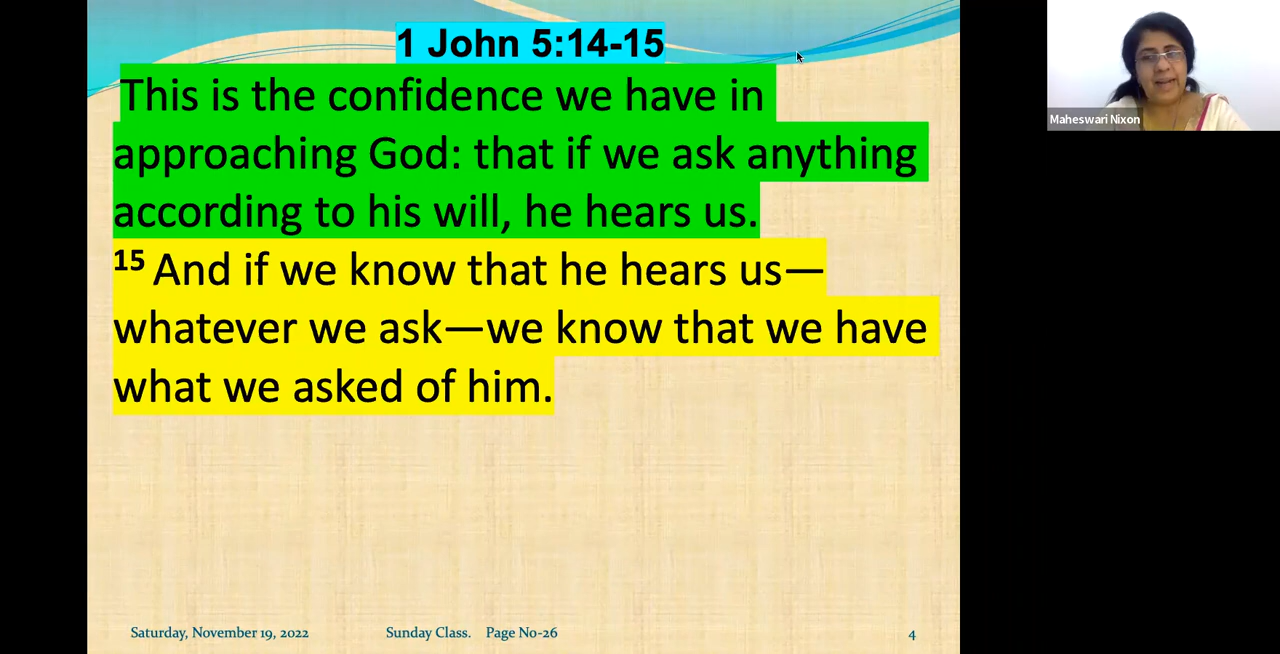 1 John 5:14-15
This is the confidence we have in
approaching God: that if we ask anything
according to his will, he hears us.
15 And if we know that he hears us—
whatever we ask—we know that we have
what we asked of him.
Saturday, November 19, 2022 Sunday Class. Page No-26 4
Maheswari Nixon